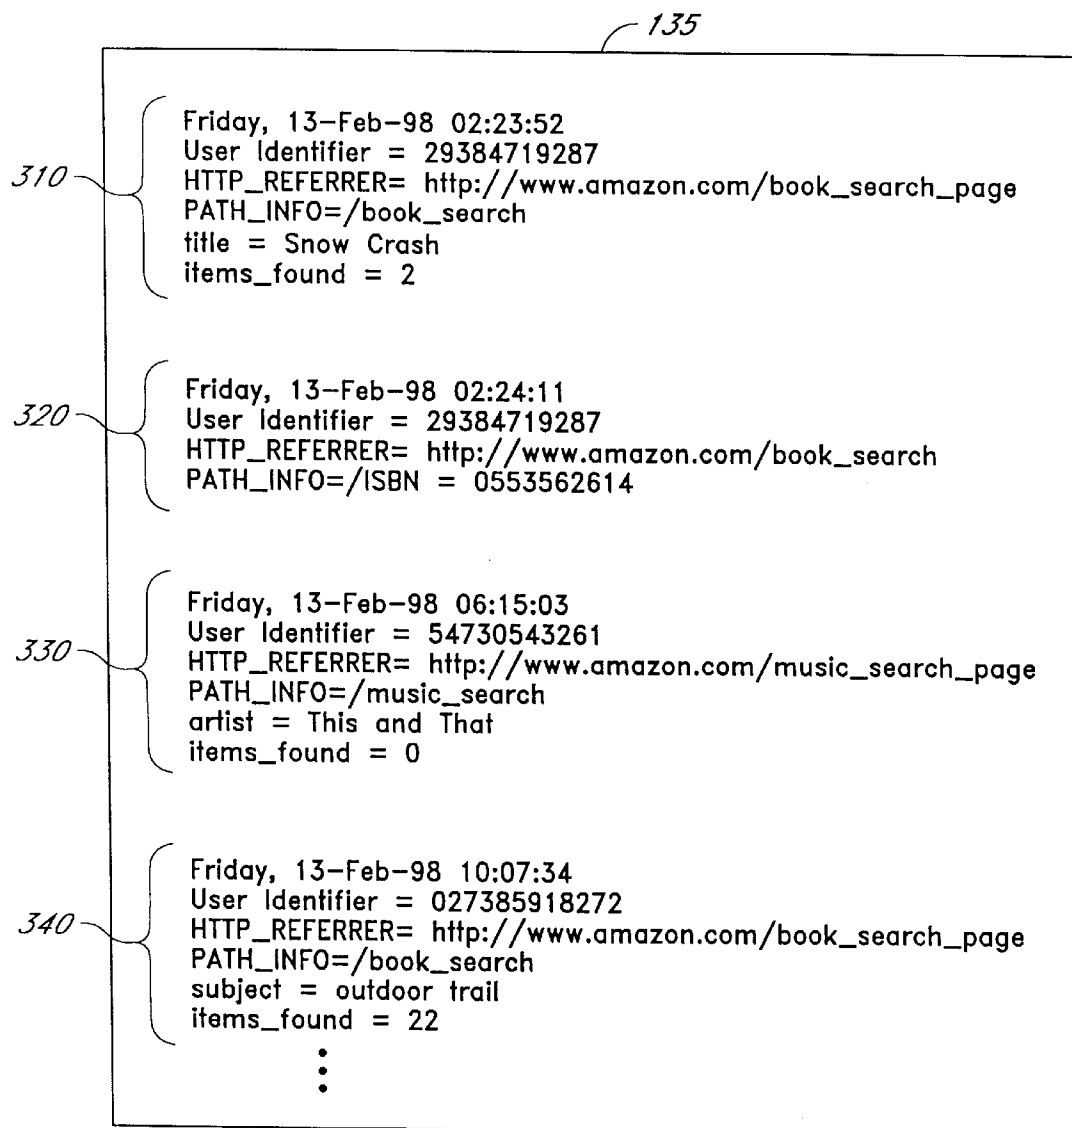 135
310
Friday, 13-Feb-98 02:23:52
User Identifier = 29384719287
HTTP_REFERRER= http://www.amazon.com/book_search_page
PATH_INFO=/book_search
title = Snow Crash
items_found = 2
320
Friday, 13-Feb-98 02:24:11
User Identifier = 29384719287
HTTP_REFERRER= http://www.amazon.com/book_search
PATH_INFO=/ISBN = 0553562614
330
Friday, 13-Feb-98 06:15:03
User Identifier = 54730543261
HTTP_REFERRER= http://www.amazon.com/music_search_page
PATH_INFO=/music_search
artist = This and That
items_found = 0
340
Friday, 13-Feb-98 10:07:34
User Identifier = 027385918272
HTTP_REFERRER= http://www.amazon.com/book_search_page
PATH_INFO=/book_search
subject = outdoor trail
items_found = 22